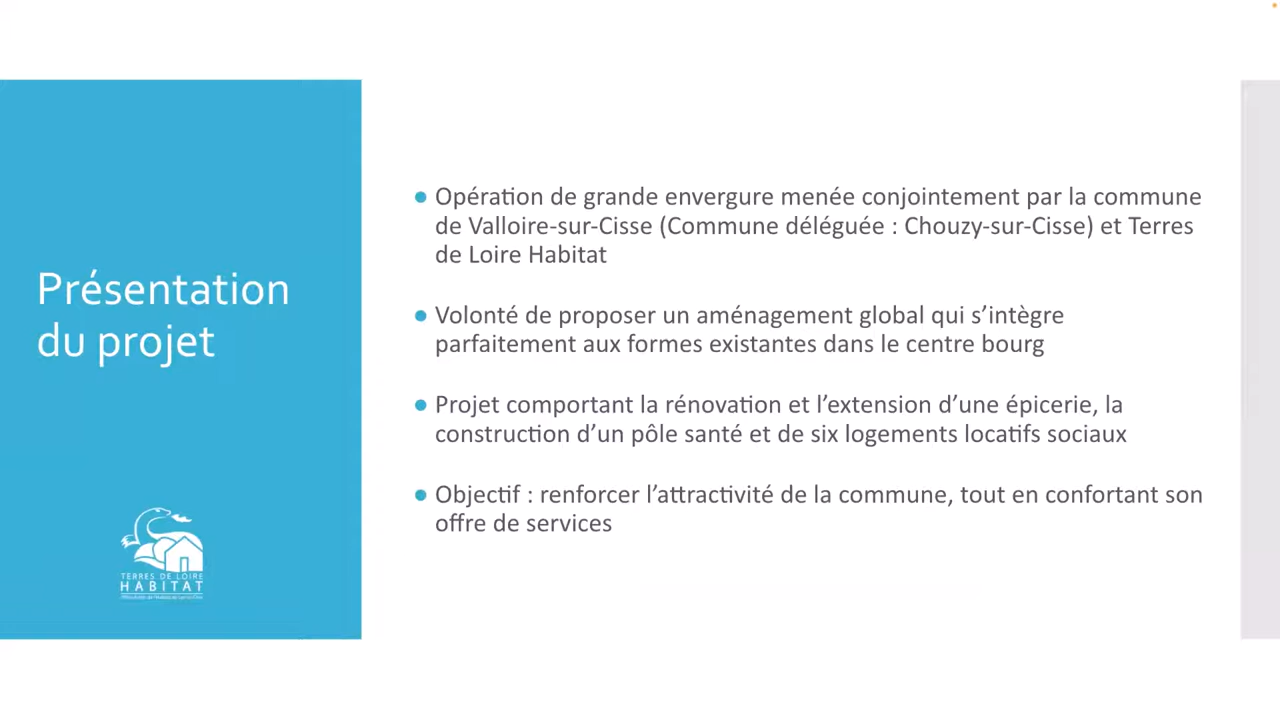 Présentation
du projet
TERRES DE LOIRE
HABITAT
● Opération de grande envergure menée conjointement par la commune
de Valloire-sur-Cisse (Commune déléguée : Chouzy-sur-Cisse) et Terres
de Loire Habitat
● Volonté de proposer un aménagement global qui s’intègre
parfaitement aux formes existantes dans le centre bourg
● Projet comportant la rénovation et l’extension d’une épicerie, la
construction d’un pôle santé et de six logements locatifs sociaux
● Objectif : renforcer l’attractivité de la commune, tout en confortant son
offre de services